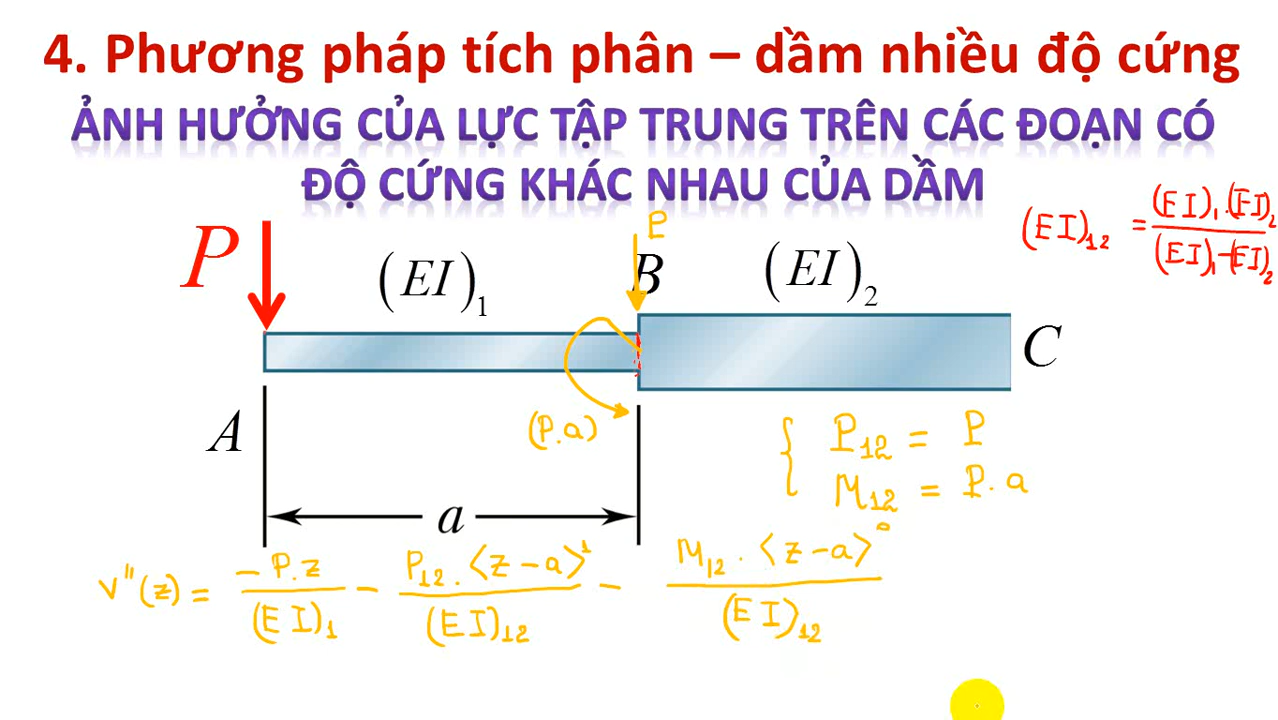 4. Phương pháp tích phân – dầm nhiều độ cứng
ẢNH HƯỞNG CỦA LỰC TẬP TRUNG TRÊN CÁC ĐOẠN CÓ
ĐỘ CỨNG KHÁC NHAU CỦA DẦM
(EI)₁₂ = (EI)₁.(EI)₂ / (EI)₁-(EI)₂
P
P
(EI)₁
B
(EI)₂
C
A
(P.a)
P₁₂ = P
M₁₂ = P.a
a
v''(z) = -P.z/(EI)₁ - P₁₂.⟨z-a⟩¹/(EI)₁₂ - M₁₂.⟨z-a⟩⁰/(EI)₁₂